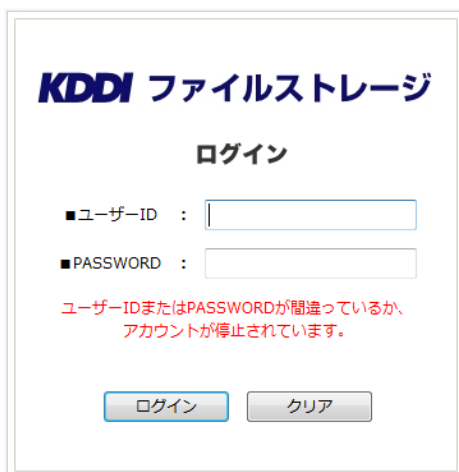 KDDI ファイルストレージ
ログイン
■ユーザーID :
■PASSWORD :
ユーザーIDまたはPASSWORDが間違っているか、
アカウントが停止されています。
ログイン クリア